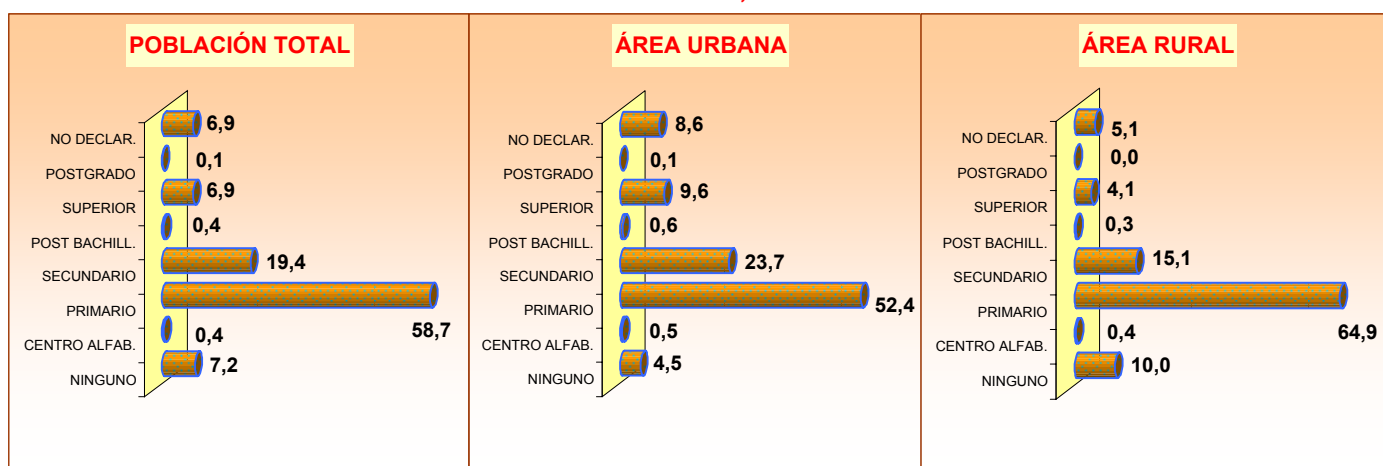 POBLACIÓN TOTAL
NO DECLAR.
POSTGRADO
SUPERIOR
POST BACHILL.
SECUNDARIO
PRIMARIO
CENTRO ALFAB.
NINGUNO
6,9
0,1
6,9
0,4
19,4
58,7
0,4
7,2
ÁREA URBANA
NO DECLAR.
POSTGRADO
SUPERIOR
POST BACHILL.
SECUNDARIO
PRIMARIO
CENTRO ALFAB.
NINGUNO
8,6
0,1
9,6
0,6
23,7
52,4
0,5
4,5
ÁREA RURAL
NO DECLAR.
POSTGRADO
SUPERIOR
POST BACHILL.
SECUNDARIO
PRIMARIO
CENTRO ALFAB.
NINGUNO
5,1
0,0
4,1
0,3
15,1
64,9
0,4
10,0